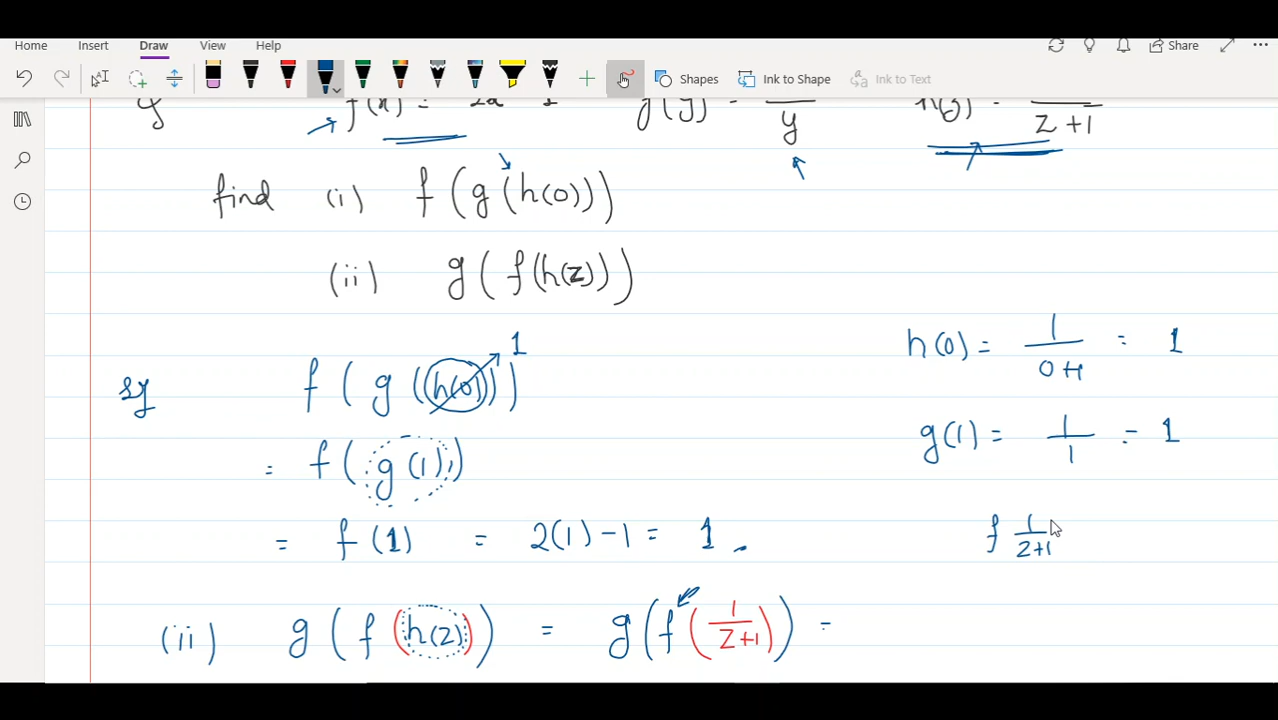 Home Insert Draw View Help Share
Shapes Ink to Shape Ink to Text
f(x) = g(y) = y z+1
find (i) f(g(h(0)))
(ii) g(f(h(z)))
h(0) = 1/(0+1) = 1
f(g((h(0)))) 1
g(1) = 1/1 = 1
= f(g(1))
= f(1) = 2(1)-1 = 1.
f 1/(z+1)
(ii) g(f(h(z))) = g(f(1/(z+1))) =